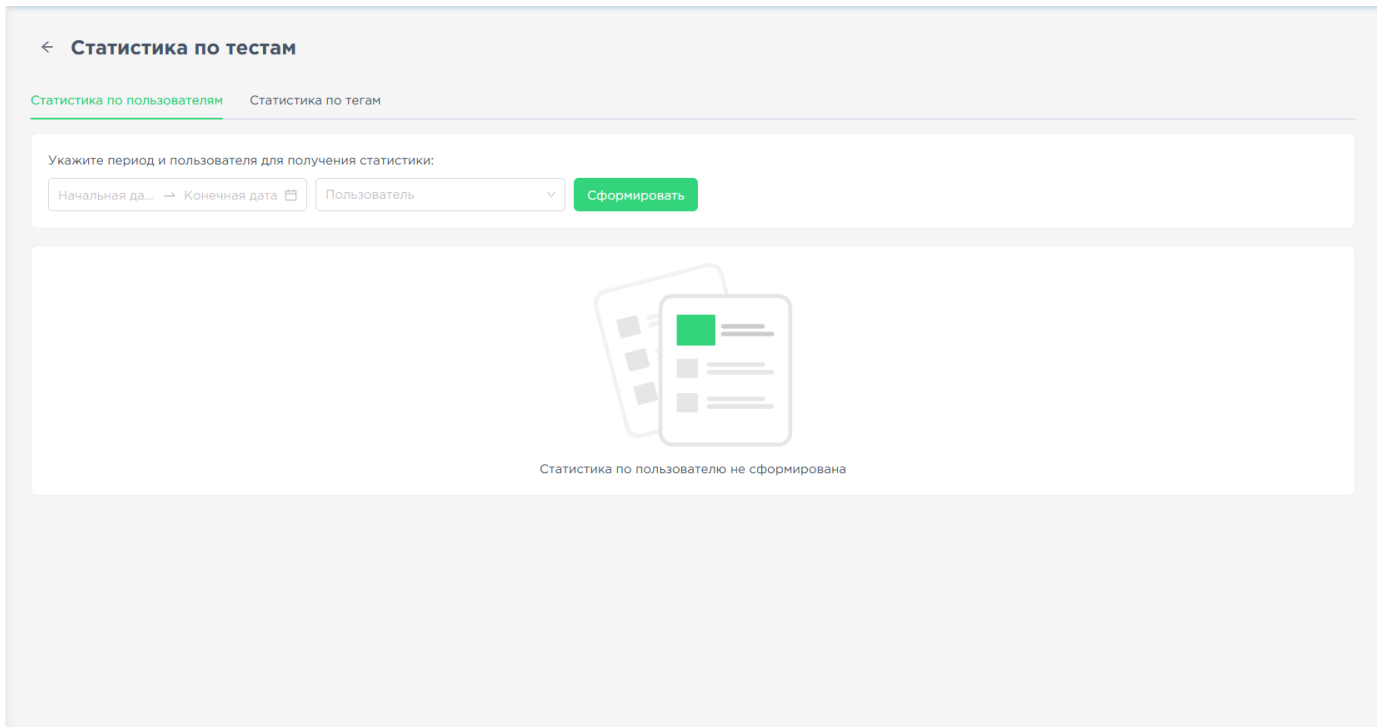 Статистика по тестам
Статистика по пользователям Статистика по тегам
Укажите период и пользователя для получения статистики:
Начальная да... Конечная дата Пользователь Сформировать
Статистика по пользователю не сформирована